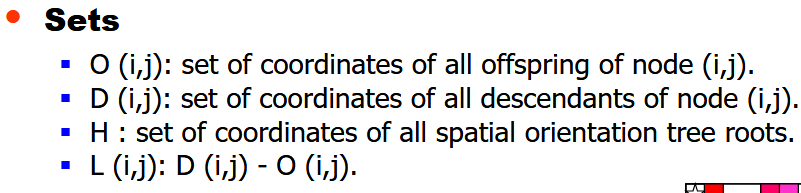 Sets
O (i,j): set of coordinates of all offspring of node (i,j).
D (i,j): set of coordinates of all descendants of node (i,j).
H : set of coordinates of all spatial orientation tree roots.
L (i,j): D (i,j) - O (i,j).